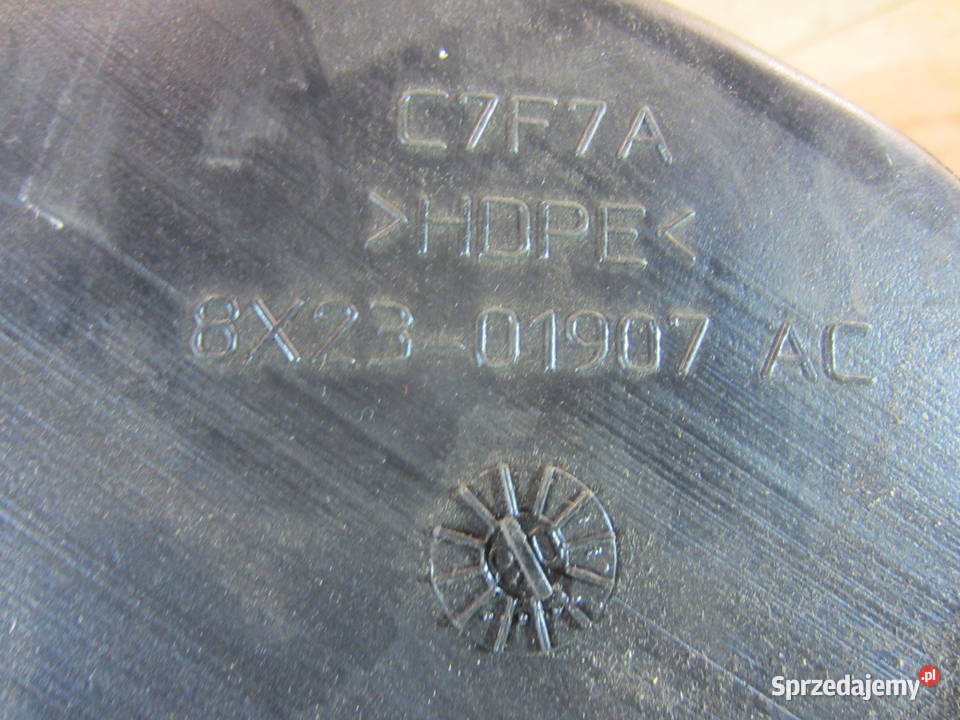 C7F7A
>HDPE<
8X23-01907 AC
Sprzedajemy.pl